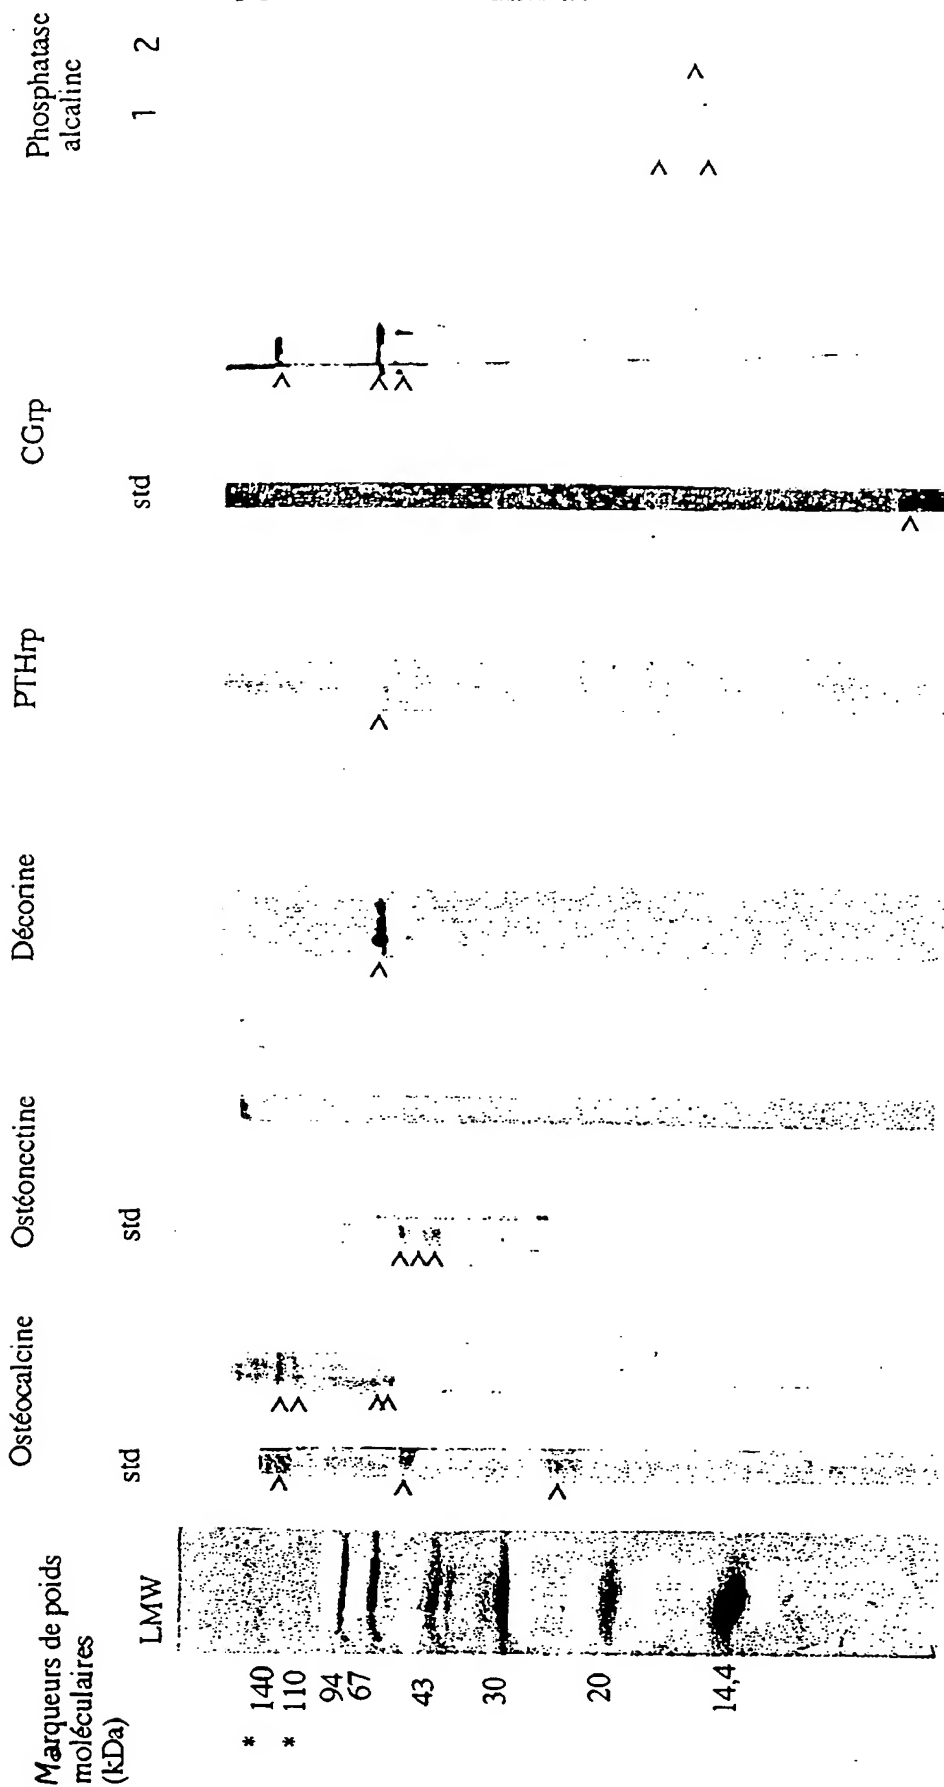 Marqueurs de poids
moléculaires
(kDa)
LMW
* 140
* 110
94
67
43
30
20
14,4
Ostéocalcine
std
Ostéonectine
std
Décorine
PTHrp
CGrp
std
Phosphatase
alcaline
1 2